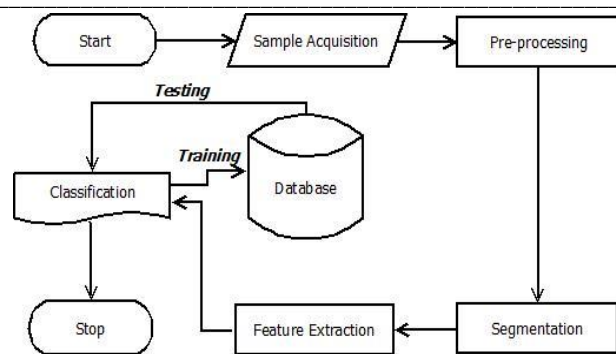 Start
Sample Acquisition
Pre-processing
Testing
Training
Classification
Database
Stop
Feature Extraction
Segmentation